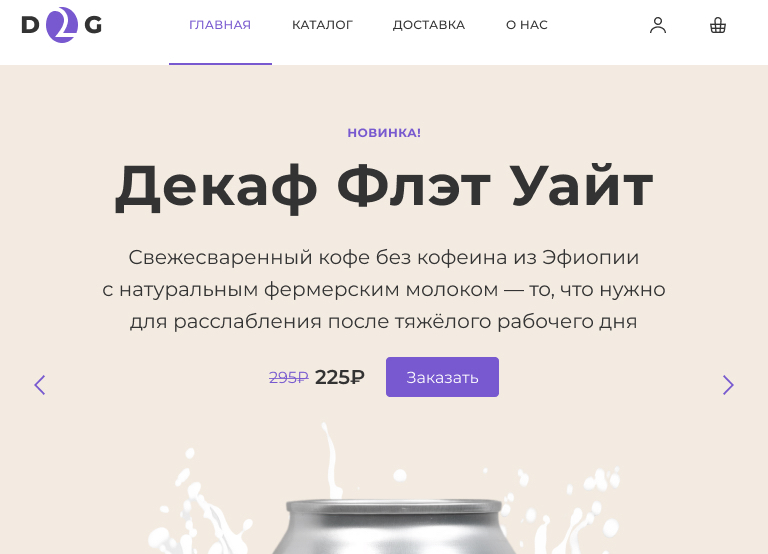 D2G
ГЛАВНАЯ
КАТАЛОГ
ДОСТАВКА
О НАС
НОВИНКА!
Декаф Флэт Уайт
Свежесваренный кофе без кофеина из Эфиопии
с натуральным фермерским молоком — то, что нужно
для расслабления после тяжёлого рабочего дня
295₽ 225₽ Заказать